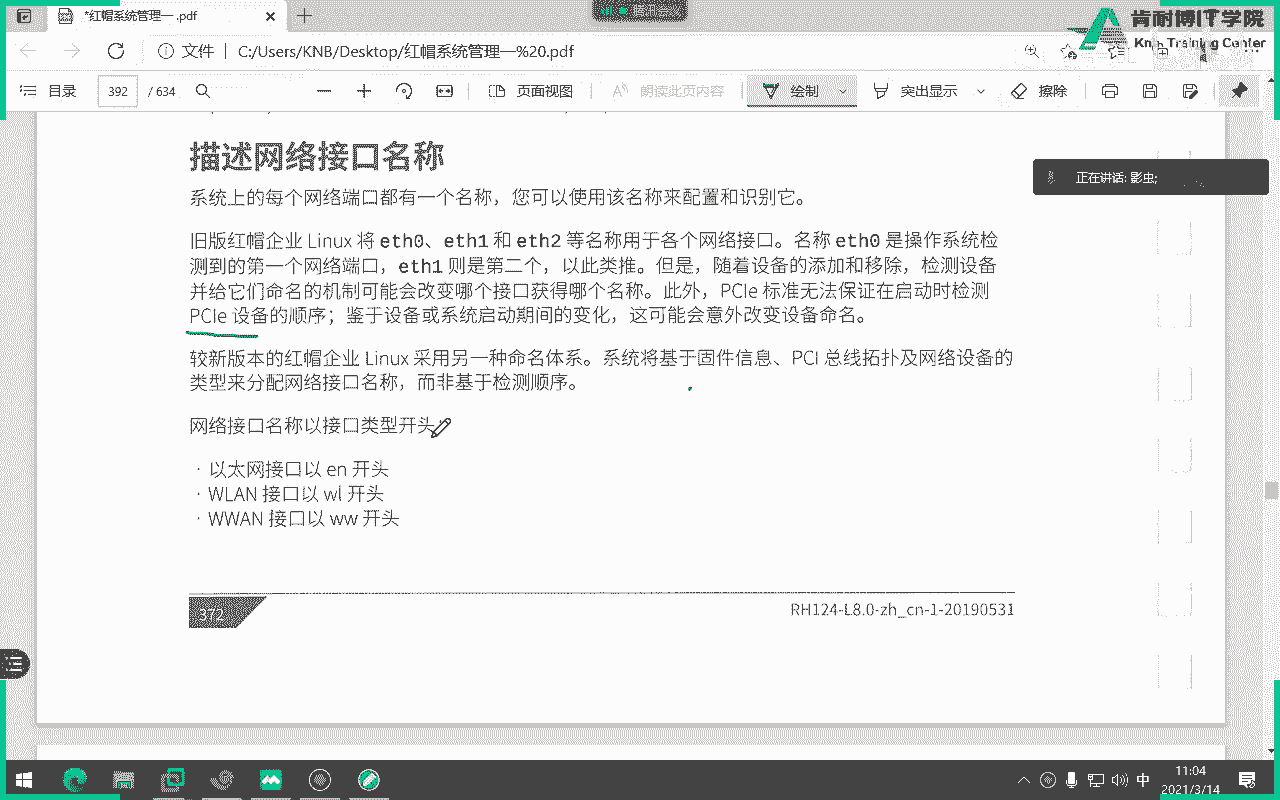 *红帽系统管理一 .pdf
肯耐博IT学院
文件 | C:/Users/KNB/Desktop/红帽系统管理一%20.pdf
目录 392 / 634 页面视图 朗读此页内容 绘制 突出显示 擦除
描述网络接口名称
正在讲话: 影虫;
系统上的每个网络端口都有一个名称，您可以使用该名称来配置和识别它。
旧版红帽企业 Linux 将 eth0、eth1 和 eth2 等名称用于各个网络接口。名称 eth0 是操作系统检
测到的第一个网络端口，eth1 则是第二个，以此类推。但是，随着设备的添加和移除，检测设备
并给它们命名的机制可能会改变哪个接口获得哪个名称。此外，PCIe 标准无法保证在启动时检测
PCIe 设备的顺序；鉴于设备或系统启动期间的变化，这可能会意外改变设备命名。
较新版本的红帽企业 Linux 采用另一种命名体系。系统将基于固件信息、PCI 总线拓扑及网络设备的
类型来分配网络接口名称，而非基于检测顺序。
网络接口名称以接口类型开头
· 以太网接口以 en 开头
· WLAN 接口以 wl 开头
· WWAN 接口以 ww 开头
372
RH124-L8.0-zh_cn-1-20190531
中
11:04
2021/3/14